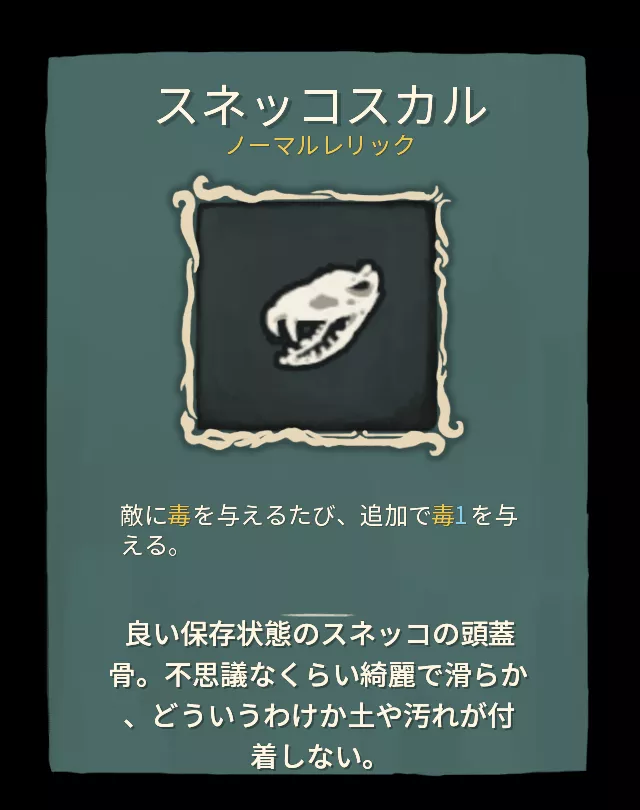 スネッコスカル
ノーマルレリック
敵に毒を与えるたび、追加で毒1を与
える。
良い保存状態のスネッコの頭蓋
骨。不思議なくらい綺麗で滑らか
、どういうわけか土や汚れが付
着しない。